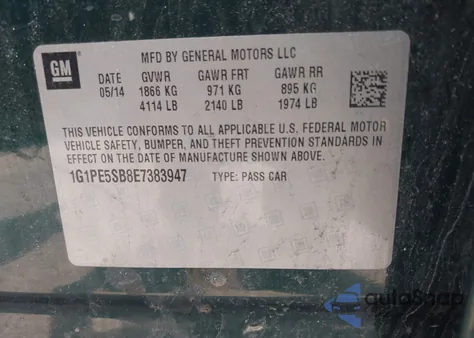 GM
MFD BY GENERAL MOTORS LLC
DATE GVWR GAWR FRT GAWR RR
05/14 1866 KG 971 KG 895 KG
4114 LB 2140 LB 1974 LB
THIS VEHICLE CONFORMS TO ALL APPLICABLE U.S. FEDERAL MOTOR
VEHICLE SAFETY, BUMPER, AND THEFT PREVENTION STANDARDS IN
EFFECT ON THE DATE OF MANUFACTURE SHOWN ABOVE.
1G1PE5SB8E7383947 TYPE: PASS CAR
autoSnap